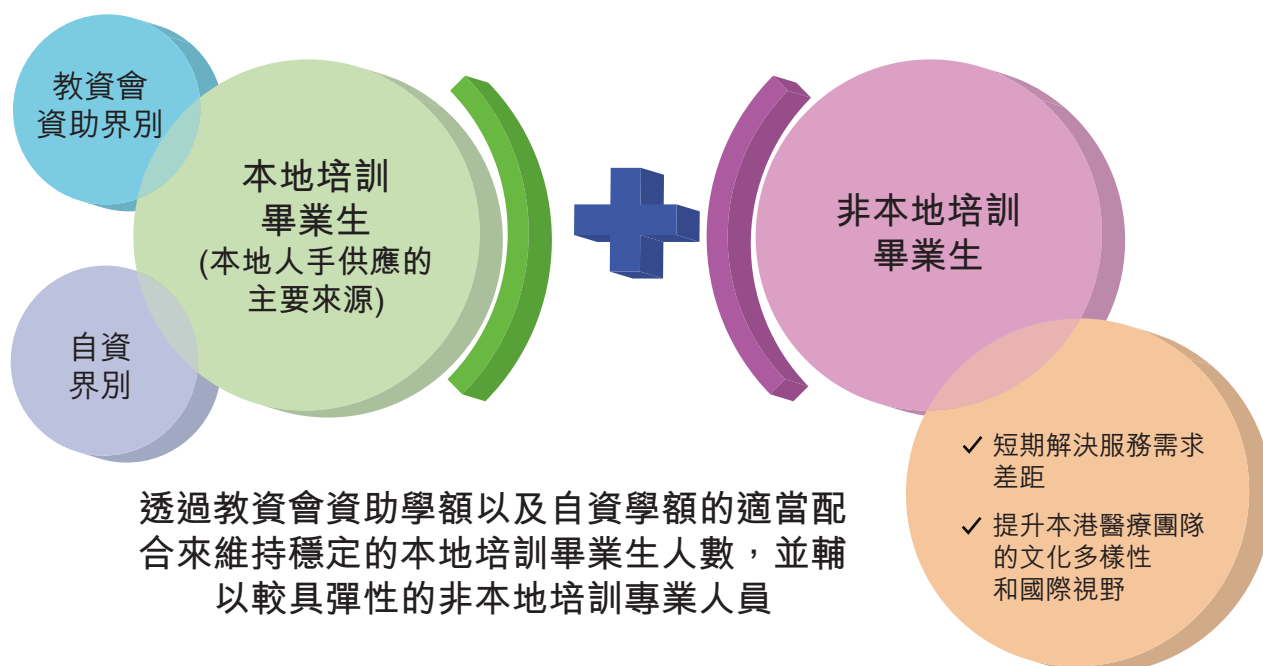 教資會
資助界別
本地培訓
畢業生
(本地人手供應的
主要來源)
自資
界別
非本地培訓
畢業生
✓ 短期解決服務需求
差距
✓ 提升本港醫療團隊
的文化多樣性
和國際視野
透過教資會資助學額以及自資學額的適當配
合來維持穩定的本地培訓畢業生人數，並輔
以較具彈性的非本地培訓專業人員